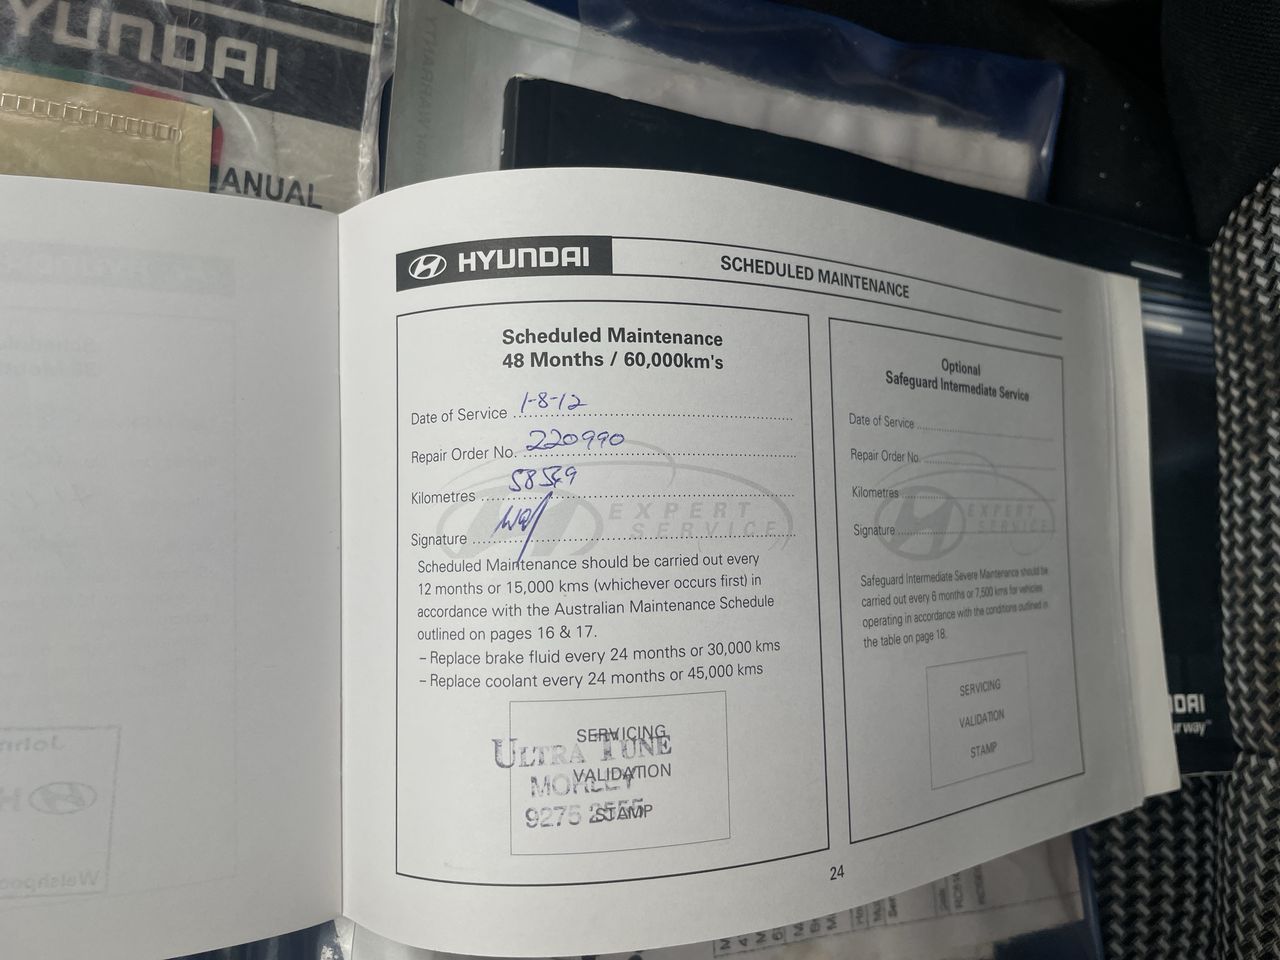 HYUNDAI
MANUAL
HYUNDAI
SCHEDULED MAINTENANCE
Scheduled Maintenance
48 Months / 60,000km's
Date of Service 1-8-12
Repair Order No. 220990
Kilometres 58549
Signature
EXPERT
SERVICE
Scheduled Maintenance should be carried out every
12 months or 15,000 kms (whichever occurs first) in
accordance with the Australian Maintenance Schedule
outlined on pages 16 & 17.
– Replace brake fluid every 24 months or 30,000 kms
– Replace coolant every 24 months or 45,000 kms
SERVICING
VALIDATION
STAMP
ULTRA TUNE
MORLEY
9275 2555
Optional
Safeguard Intermediate Service
Date of Service
Repair Order No.
Kilometres
Signature
EXPERT
SERVICE
Safeguard Intermediate Severe Maintenance should be
carried out every 6 months or 7,500 kms for vehicles
operating in accordance with the conditions outlined in
the table on page 18.
SERVICING
VALIDATION
STAMP
24